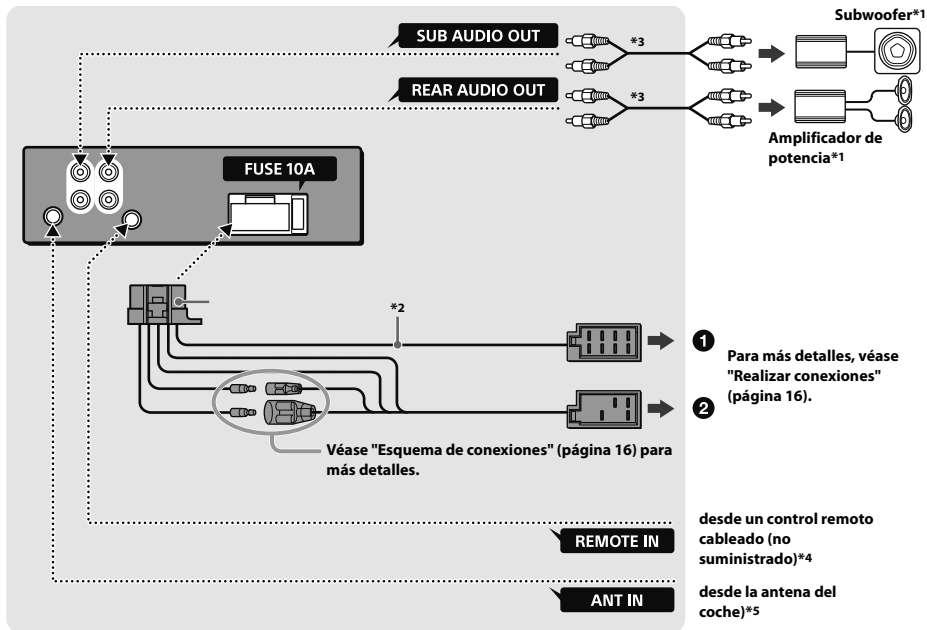 Subwoofer*1
SUB AUDIO OUT
*3
REAR AUDIO OUT
*3
Amplificador de
potencia*1
FUSE 10A
*2
1
Para más detalles, véase
"Realizar conexiones"
(página 16).
2
Véase "Esquema de conexiones" (página 16) para
más detalles.
REMOTE IN
desde un control remoto
cableado (no
suministrado)*4
ANT IN
desde la antena del
coche)*5